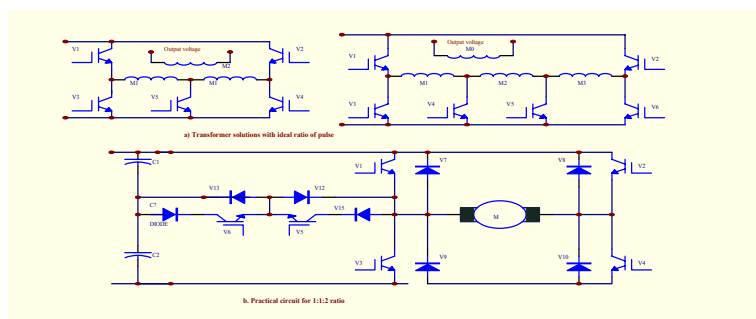 V1
Output voltage
M2
V2
M1
M1
V3
V5
V4
Output voltage
M0
V1
V2
M1
M2
M3
V3
V4
V5
V6
a) Transformer solutions with ideal ratio of pulse
C1
V1
V7
V8
V2
V13
V12
C7
DIODE
V15
V6
V5
M
C2
V3
V9
V10
V4
b. Practical circuit for 1:1:2 ratio